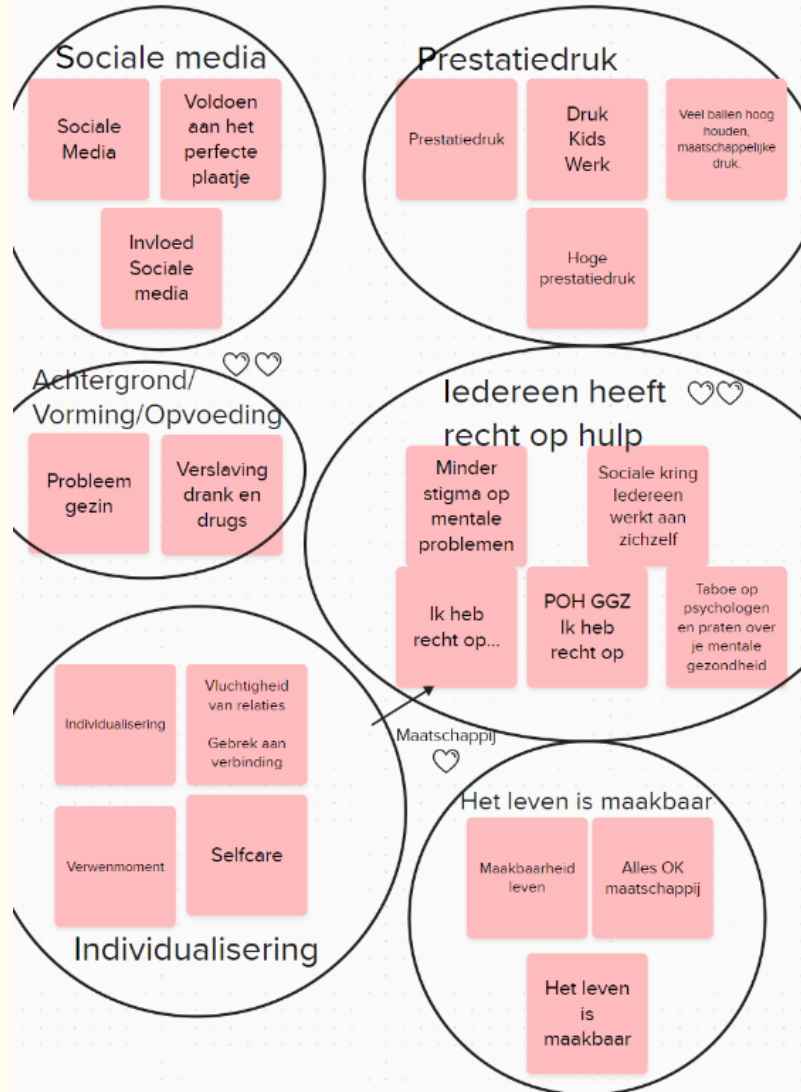 Sociale media
Sociale
Media
Voldoen
aan het
perfecte
plaatje
Invloed
Sociale
media
Prestatiedruk
Prestatiedruk
Druk
Kids
Werk
Veel ballen hoog
houden,
maatschappelijke
druk.
Hoge
prestatiedruk
Achtergrond/
Vorming/Opvoeding
Probleem
gezin
Verslaving
drank en
drugs
Iedereen heeft
recht op hulp
Minder
stigma op
mentale
problemen
Sociale kring
Iedereen
werkt aan
zichzelf
Ik heb
recht op...
POH GGZ
Ik heb
recht op
Taboe op
psychologen
en praten over
je mentale
gezondheid
Individualisering
Vluchtigheid
van relaties
Gebrek aan
verbinding
Verwenmoment
Selfcare
Individualisering
Maatschappij
Het leven is maakbaar
Maakbaarheid
leven
Alles OK
maatschappij
Het leven
is
maakbaar